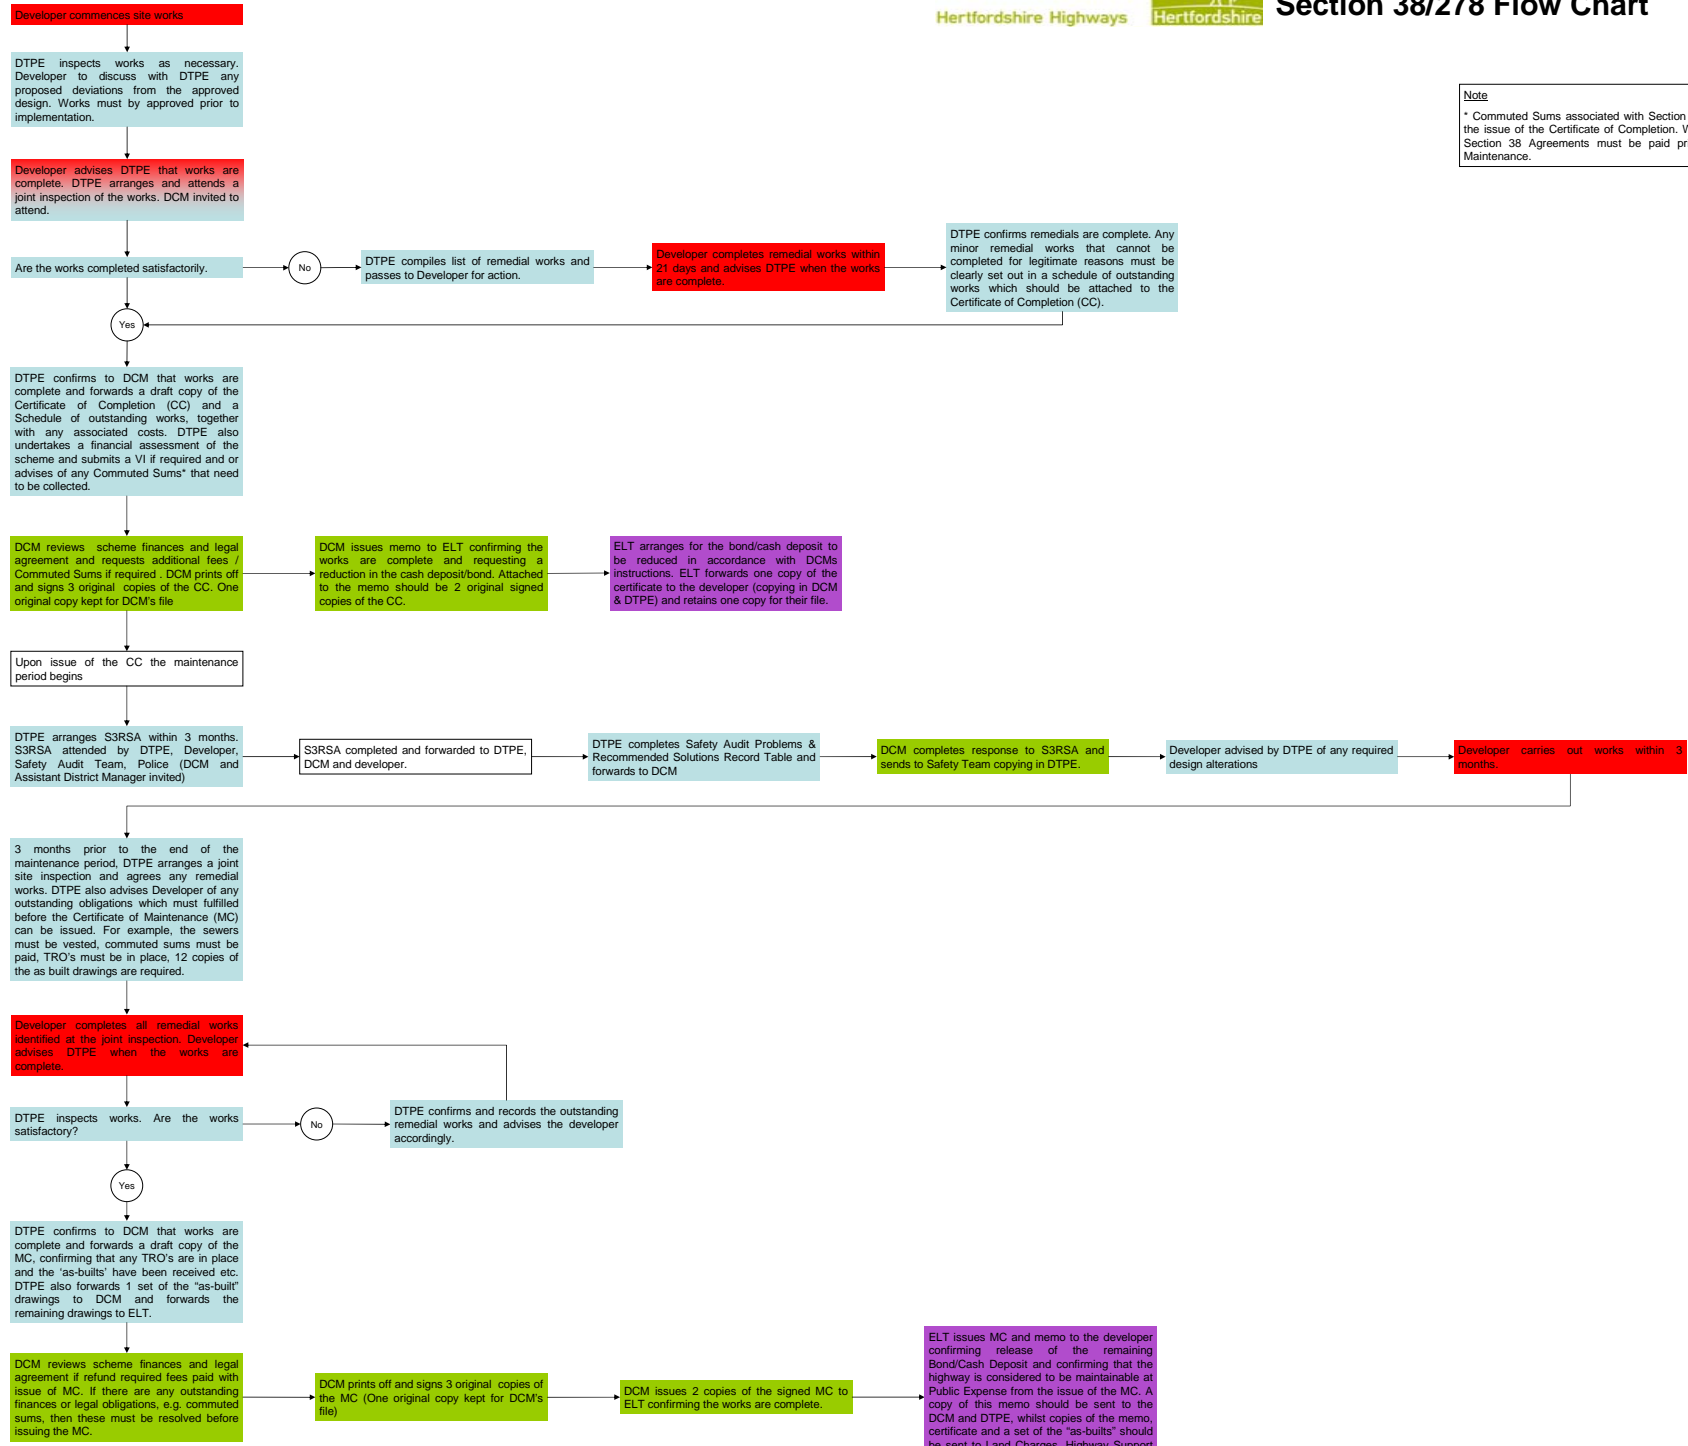 Hertfordshire Highways
Hertfordshire
Section 38/278 Flow Chart
Developer commences site works
DTPE inspects works as necessary.
Developer to discuss with DTPE any
proposed deviations from the approved
design. Works must by approved prior to
implementation.
Note
* Commuted Sums associated with Section
the issue of the Certificate of Completion.
Section 38 Agreements must be paid
Maintenance.
Developer advises DTPE that works are
complete. DTPE arranges and attends a
joint inspection of the works. DCM invited to
attend.
Are the works completed satisfactorily.
No
DTPE compiles list of remedial works and
passes to Developer for action.
Developer completes remedial works within
21 days and advises DTPE when the works
are complete.
DTPE confirms remedials are complete. Any
minor remedial works that cannot be
completed for legitimate reasons must be
clearly set out in a schedule of outstanding
works which should be attached to the
Certificate of Completion (CC).
Yes
DTPE confirms to DCM that works are
complete and forwards a draft copy of the
Certificate of Completion (CC) and a
Schedule of outstanding works, together
with any associated costs. DTPE also
undertakes a financial assessment of the
scheme and submits a VI if required and or
advises of any Commuted Sums* that need
to be collected.
DCM reviews scheme finances and legal
agreement and requests additional fees /
Commuted Sums if required . DCM prints off
and signs 3 original copies of the CC. One
original copy kept for DCM's file
DCM issues memo to ELT confirming the
works are complete and requesting a
reduction in the cash deposit/bond. Attached
to the memo should be 2 original signed
copies of the CC.
ELT arranges for the bond/cash deposit to
be reduced in accordance with DCMs
instructions. ELT forwards one copy of the
certificate to the developer (copying in DCM
& DTPE) and retains one copy for their file.
Upon issue of the CC the maintenance
period begins
DTPE arranges S3RSA within 3 months.
S3RSA attended by DTPE, Developer,
Safety Audit Team, Police (DCM and
Assistant District Manager invited)
S3RSA completed and forwarded to DTPE,
DCM and developer.
DTPE completes Safety Audit Problems &
Recommended Solutions Record Table and
forwards to DCM
DCM completes response to S3RSA and
sends to Safety Team copying in DTPE.
Developer advised by DTPE of any required
design alterations
Developer carries out works within 3
months.
3 months prior to the end of the
maintenance period, DTPE arranges a joint
site inspection and agrees any remedial
works. DTPE also advises Developer of any
outstanding obligations which must fulfilled
before the Certificate of Maintenance (MC)
can be issued. For example, the sewers
must be vested, commuted sums must be
paid, TRO's must be in place, 12 copies of
the as built drawings are required.
Developer completes all remedial works
identified at the joint inspection. Developer
advises DTPE when the works are
complete.
DTPE inspects works. Are the works
satisfactory?
No
DTPE confirms and records the outstanding
remedial works and advises the developer
accordingly.
Yes
DTPE confirms to DCM that works are
complete and forwards a draft copy of the
MC, confirming that any TRO's are in place
and the 'as-builts' have been received etc.
DTPE also forwards 1 set of the "as-built"
drawings to DCM and forwards the
remaining drawings to ELT.
DCM reviews scheme finances and legal
agreement if refund required fees paid with
issue of MC. If there are any outstanding
finances or legal obligations, e.g. commuted
sums, then these must be resolved before
issuing the MC.
DCM prints off and signs 3 original copies of
the MC (One original copy kept for DCM's
file)
DCM issues 2 copies of the signed MC to
ELT confirming the works are complete.
ELT issues MC and memo to the developer
confirming release of the remaining
Bond/Cash Deposit and confirming that the
highway is considered to be maintainable at
Public Expense from the issue of the MC. A
copy of this memo should be sent to the
DCM and DTPE, whilst copies of the memo,
certificate and a set of the "as-builts" should
be sent to Land Charges, Highway Support